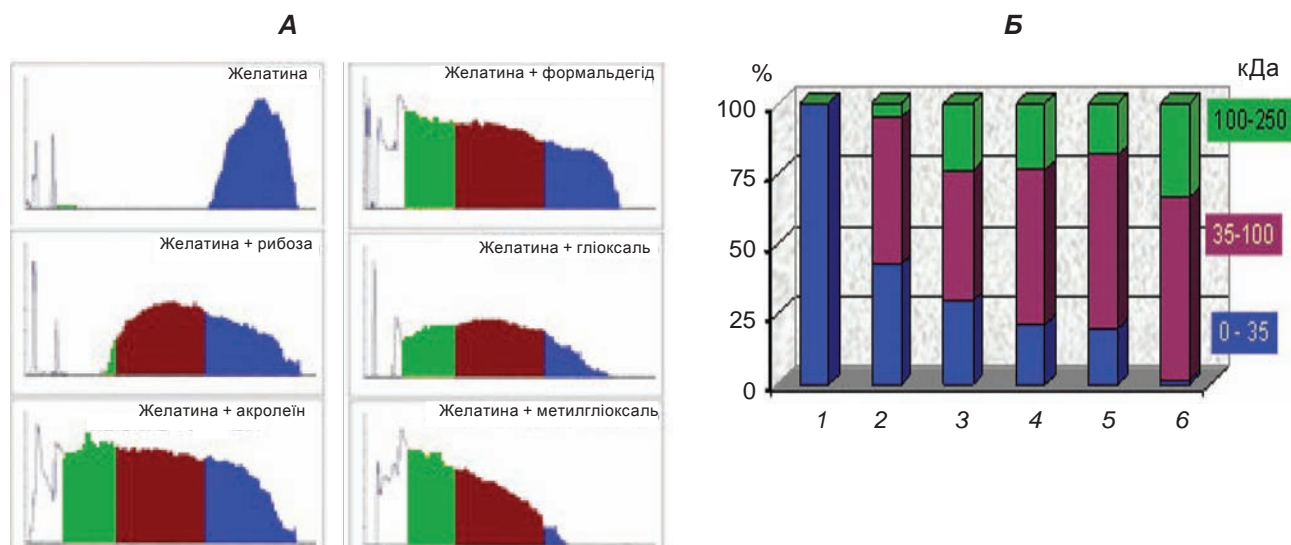 А
Желатина
Желатина + формальдегід
Желатина + рибоза
Желатина + гліоксаль
Желатина + акролеїн
Желатина + метилгліоксаль
Б
%
кДа
100
75
50
25
0
100-250
35-100
0 - 35
1 2 3 4 5 6